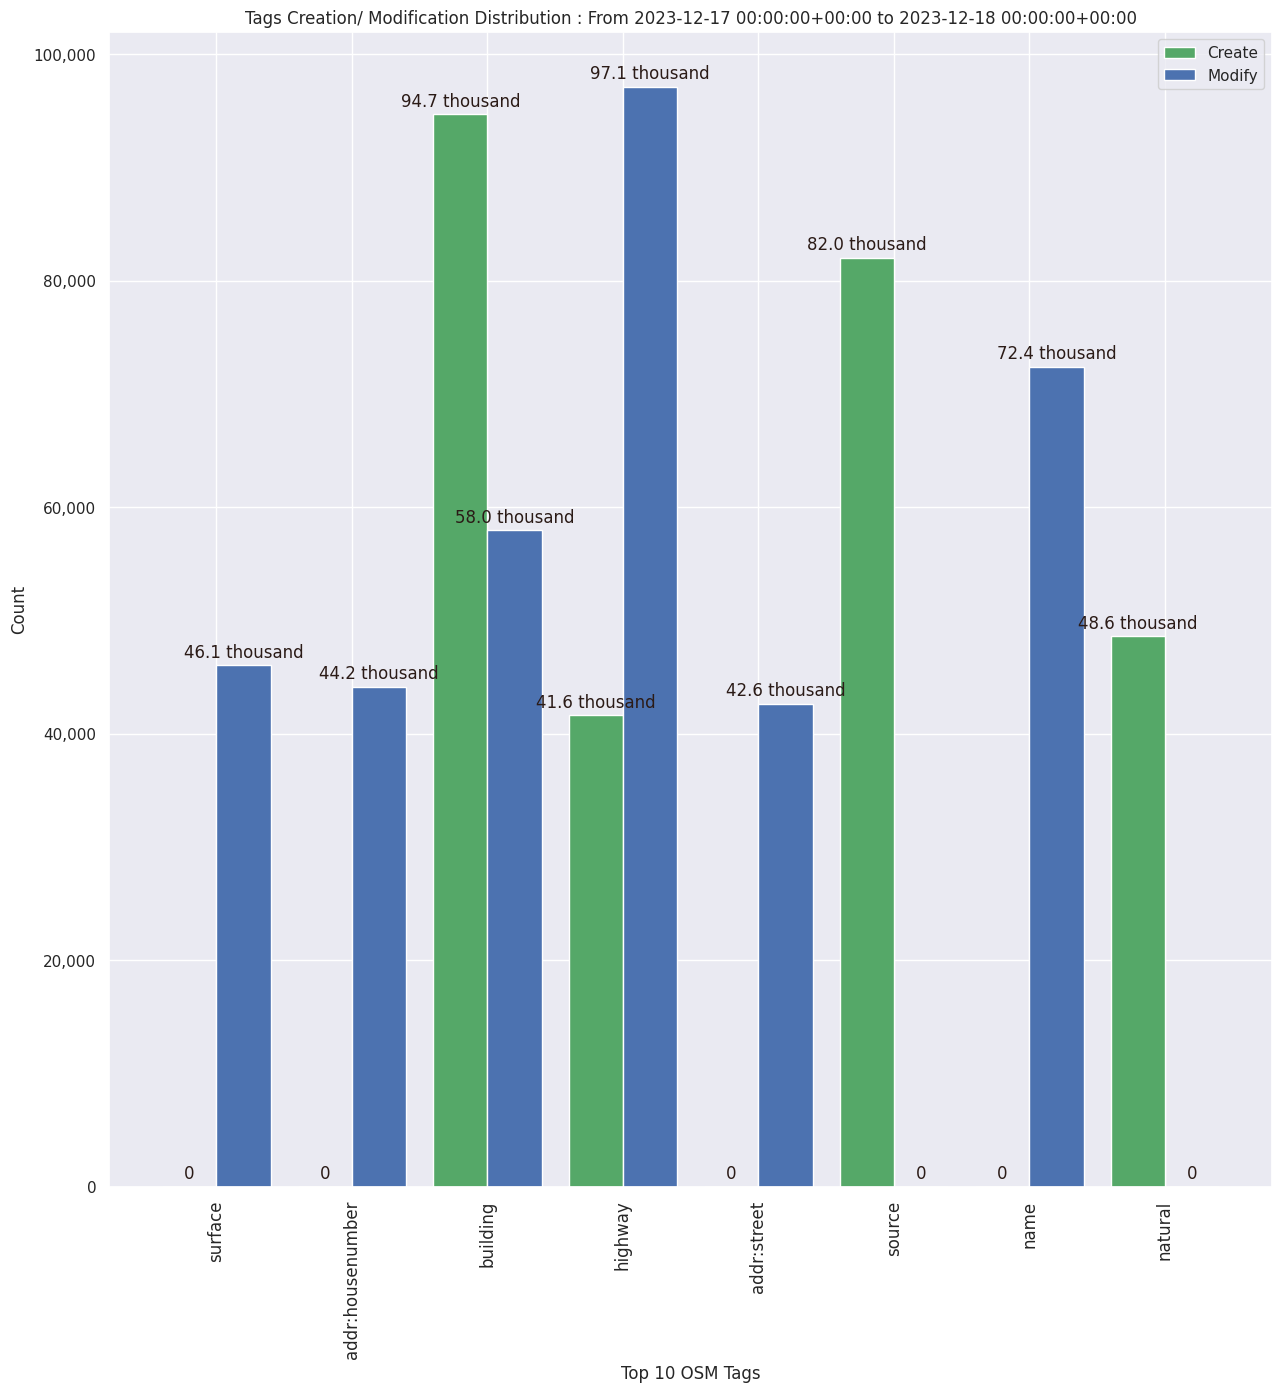 Tags Creation/ Modification Distribution : From 2023-12-17 00:00:00+00:00 to 2023-12-18 00:00:00+00:00
Create
Modify
100,000
80,000
60,000
40,000
20,000
0
Count
97.1 thousand
94.7 thousand
82.0 thousand
72.4 thousand
58.0 thousand
48.6 thousand
46.1 thousand
44.2 thousand
42.6 thousand
41.6 thousand
0
0
0
0
0
0
surface
addr:housenumber
building
highway
addr:street
source
name
natural
Top 10 OSM Tags